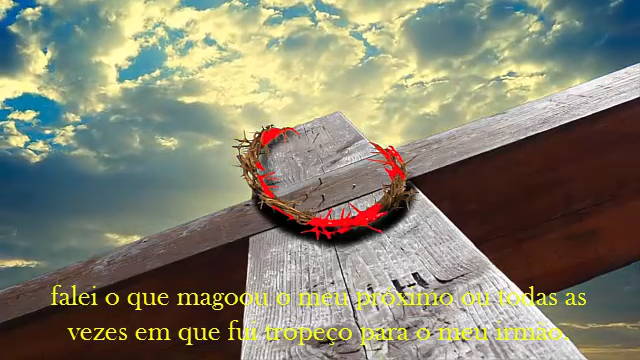 falei o que magoou o meu próximo ou todas as
vezes em que fui tropeço para o meu irmão.